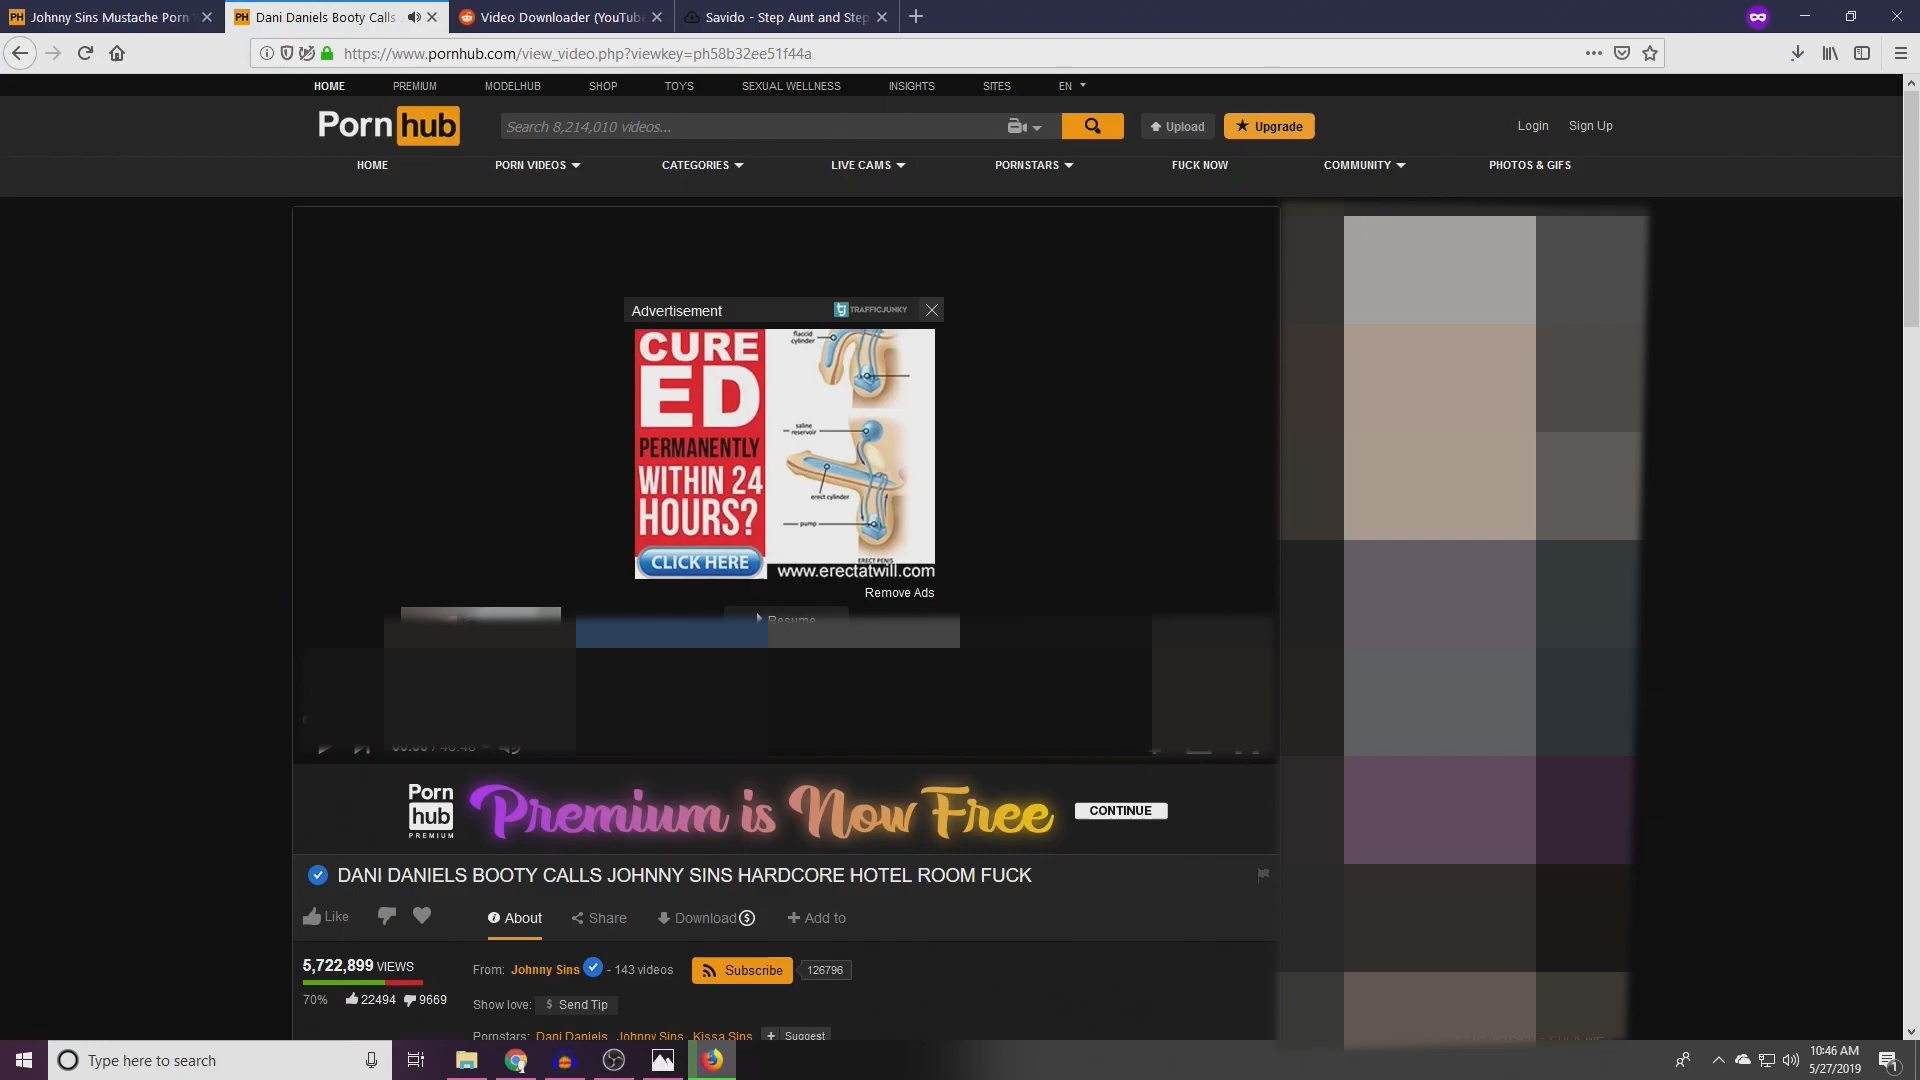 Johnny Sins Mustache Porn
Dani Daniels Booty Calls
Video Downloader (YouTub
Savido - Step Aunt and Step
https://www.pornhub.com/view_video.php?viewkey=ph58b32ee51f44a
HOME PREMIUM MODELHUB SHOP TOYS SEXUAL WELLNESS INSIGHTS SITES EN
Porn hub
Search 8,214,010 videos...
Upload
Upgrade
Login Sign Up
HOME PORN VIDEOS CATEGORIES LIVE CAMS PORNSTARS FUCK NOW COMMUNITY PHOTOS & GIFS
Advertisement
TRAFFICJUNKY
CURE
ED
PERMANENTLY
WITHIN 24
HOURS?
CLICK HERE
flaccid
cylinder
saline
reservoir
erect cylinder
pump
ERECT PENIS
www.erectatwill.com
Remove Ads
Resume
Porn
hub
PREMIUM
Premium is Now Free
CONTINUE
DANI DANIELS BOOTY CALLS JOHNNY SINS HARDCORE HOTEL ROOM FUCK
Like
About
Share
Download
Add to
5,722,899 VIEWS
70% 22494 9669
From: Johnny Sins - 143 videos
Subscribe 126796
Show love: $ Send Tip
Pornstars: Dani Daniels Johnny Sins Kissa Sins + Suggest
Type here to search
10:46 AM
5/27/2019